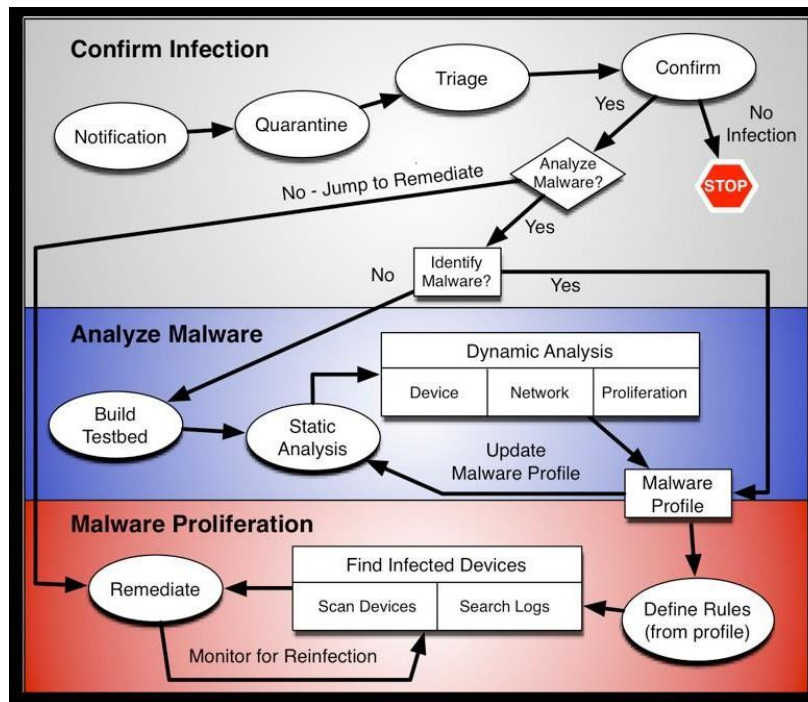 Confirm Infection
Notification
Quarantine
Triage
Confirm
Yes
No
Infection
STOP
Analyze
Malware?
No - Jump to Remediate
Yes
Identify
Malware?
No
Yes
Analyze Malware
Build
Testbed
Static
Analysis
Dynamic Analysis
Device
Network
Proliferation
Update
Malware Profile
Malware
Profile
Malware Proliferation
Remediate
Find Infected Devices
Scan Devices
Search Logs
Define Rules
(from profile)
Monitor for Reinfection